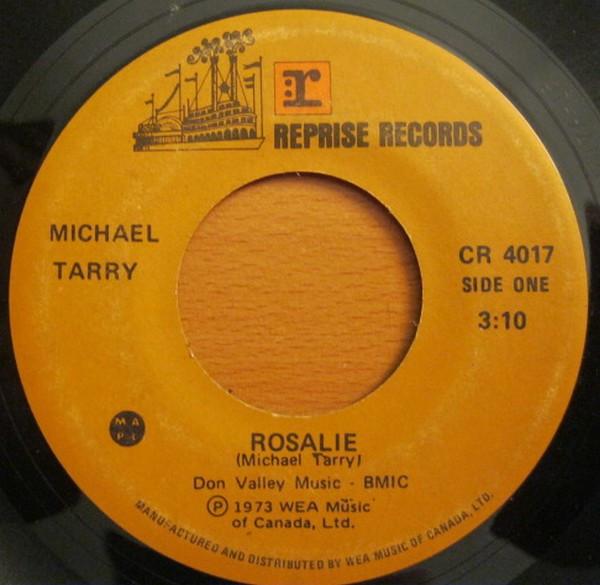 r
REPRISE RECORDS
MICHAEL
TARRY
CR 4017
SIDE ONE
3:10
M A
P L
ROSALIE
(Michael Tarry)
Don Valley Music - BMIC
Ⓟ 1973 WEA Music
of Canada, Ltd.
MANUFACTURED AND DISTRIBUTED BY WEA MUSIC OF CANADA, LTD.